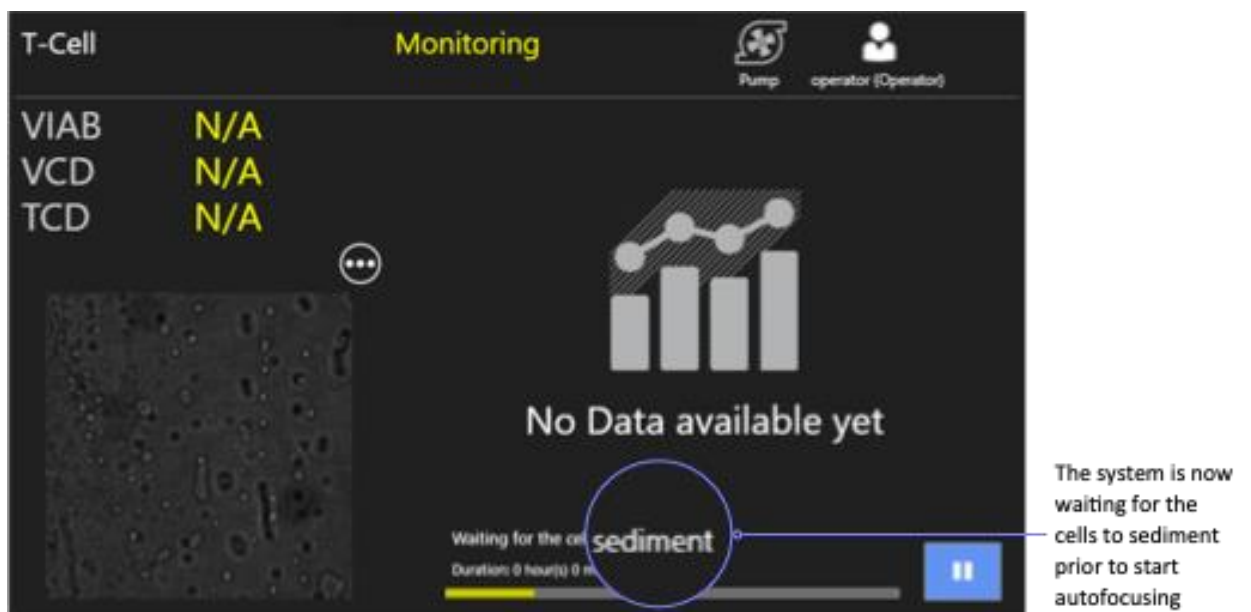 T-Cell
Monitoring
Pump
operator (Operator)
VIAB N/A
VCD N/A
TCD N/A
No Data available yet
Waiting for the
sediment
Duration: 0 hour(s) 0
The system is now
waiting for the
cells to sediment
prior to start
autofocusing